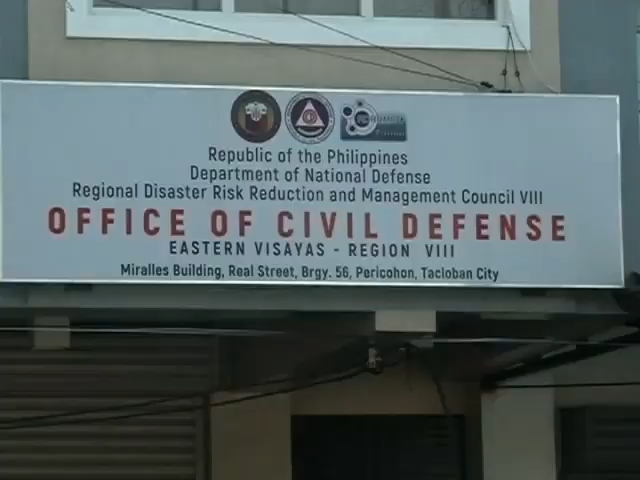 Republic of the Philippines
Department of National Defense
Regional Disaster Risk Reduction and Management Council VIII
OFFICE OF CIVIL DEFENSE
EASTERN VISAYAS - REGION VIII
Miralles Building, Real Street, Brgy. 56, Pericohon, Tacloban City